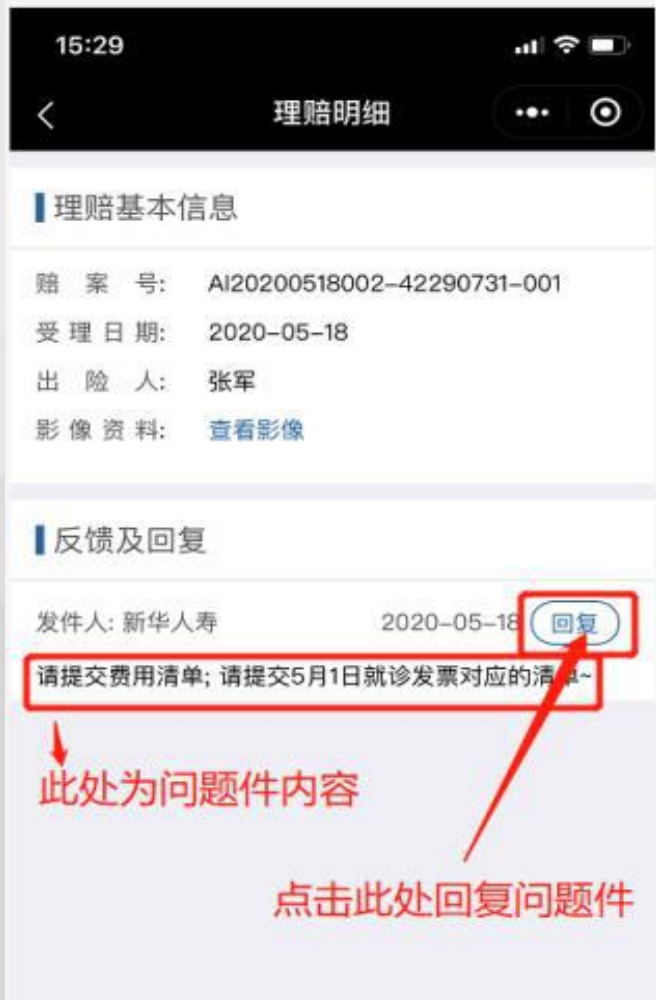 15:29
理赔明细
理赔基本信息
赔案号: AI20200518002-42290731-001
受理日期: 2020-05-18
出险人: 张军
影像资料: 查看影像
反馈及回复
发件人: 新华人寿 2020-05-18 回复
请提交费用清单; 请提交5月1日就诊发票对应的清单~
此处为问题件内容
点击此处回复问题件